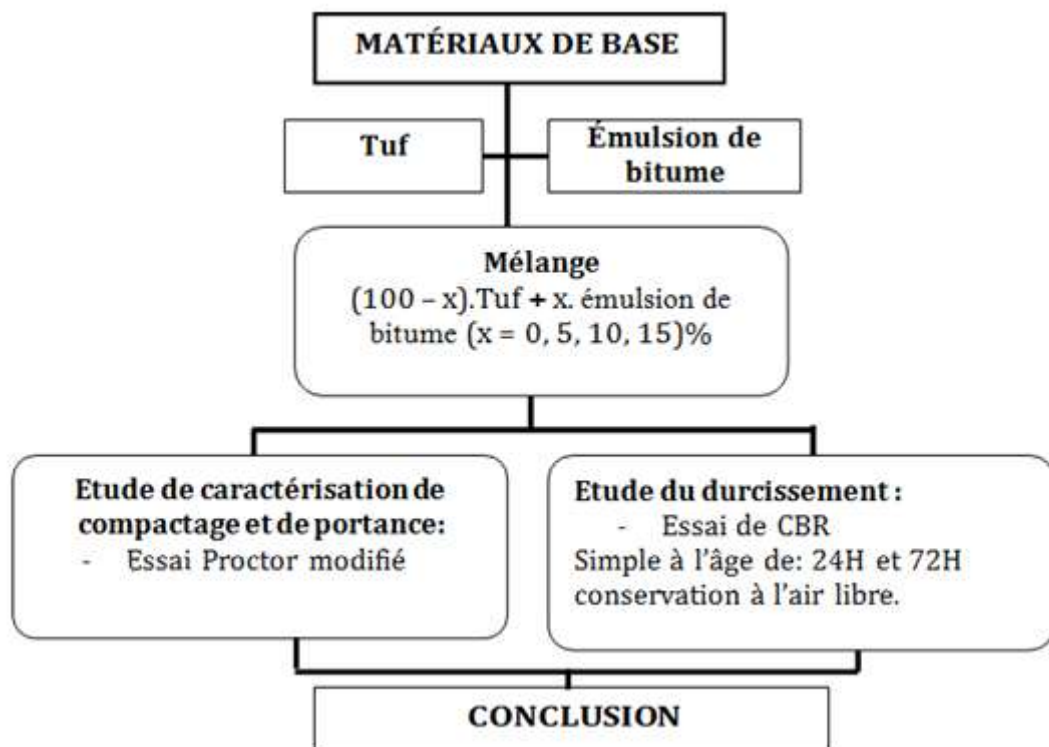 MATÉRIAUX DE BASE
Tuf
Émulsion de
bitume
Mélange
(100 – x).Tuf + x. émulsion de
bitume (x = 0, 5, 10, 15)%
Etude de caractérisation de
compactage et de portance:
- Essai Proctor modifié
Etude du durcissement :
- Essai de CBR
Simple à l'âge de: 24H et 72H
conservation à l'air libre.
CONCLUSION